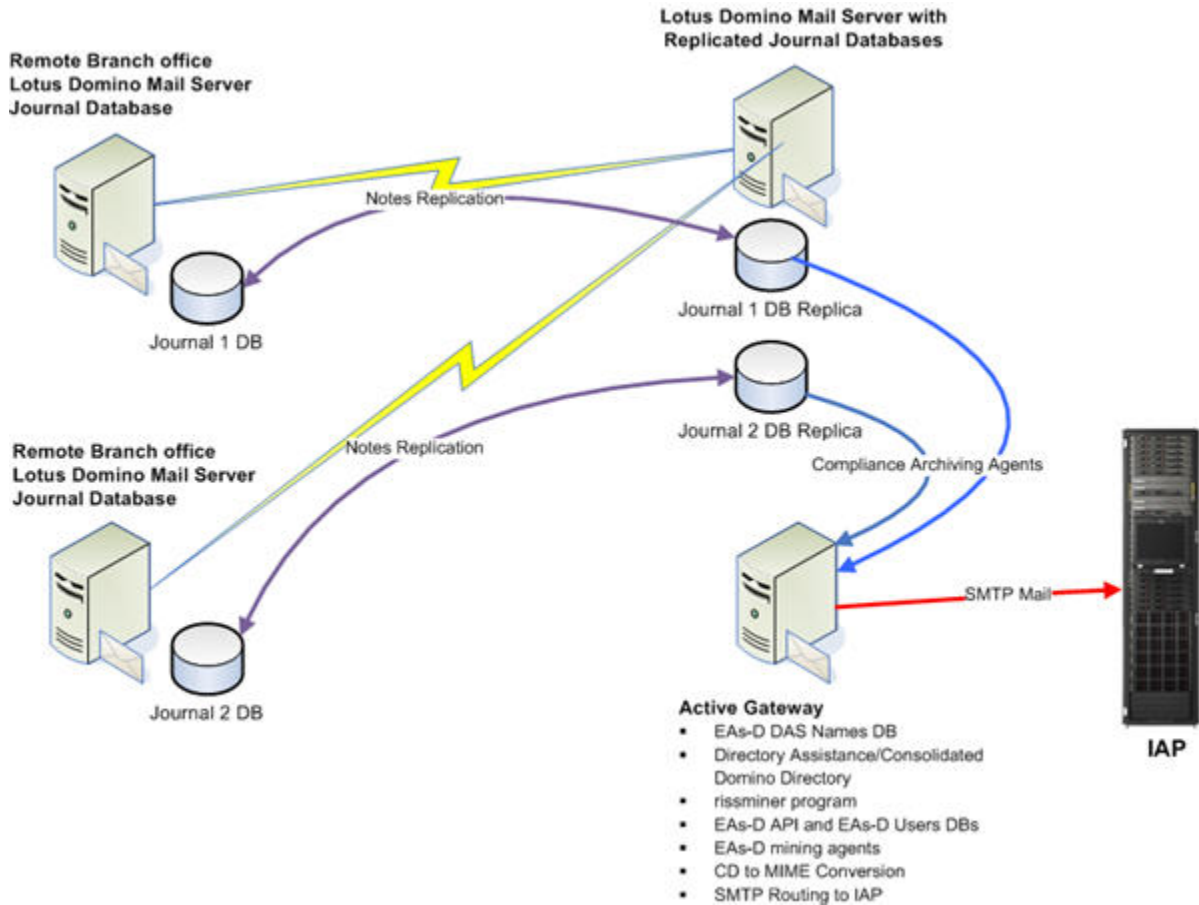 Lotus Domino Mail Server with
Replicated Journal Databases
Remote Branch office
Lotus Domino Mail Server
Journal Database
Notes Replication
Journal 1 DB
Journal 1 DB Replica
Journal 2 DB Replica
Notes Replication
Remote Branch office
Lotus Domino Mail Server
Journal Database
Compliance Archiving Agents
SMTP Mail
Journal 2 DB
IAP
Active Gateway
▪ EAs-D DAS Names DB
▪ Directory Assistance/Consolidated
Domino Directory
▪ rissminer program
▪ EAs-D API and EAs-D Users DBs
▪ EAs-D mining agents
▪ CD to MIME Conversion
▪ SMTP Routing to IAP